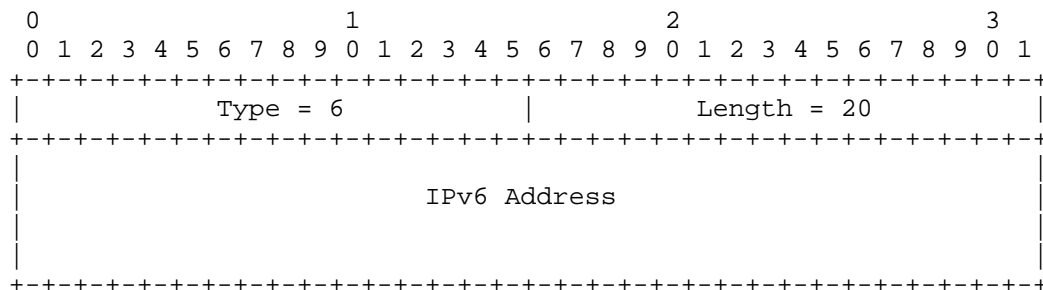 0                   1                   2                   3
 0 1 2 3 4 5 6 7 8 9 0 1 2 3 4 5 6 7 8 9 0 1 2 3 4 5 6 7 8 9 0 1
+-+-+-+-+-+-+-+-+-+-+-+-+-+-+-+-+-+-+-+-+-+-+-+-+-+-+-+-+-+-+-+-+
|            Type = 6           |          Length = 20          |
+-+-+-+-+-+-+-+-+-+-+-+-+-+-+-+-+-+-+-+-+-+-+-+-+-+-+-+-+-+-+-+-+
|                                                               |
|                         IPv6 Address                          |
|                                                               |
|                                                               |
+-+-+-+-+-+-+-+-+-+-+-+-+-+-+-+-+-+-+-+-+-+-+-+-+-+-+-+-+-+-+-+-+